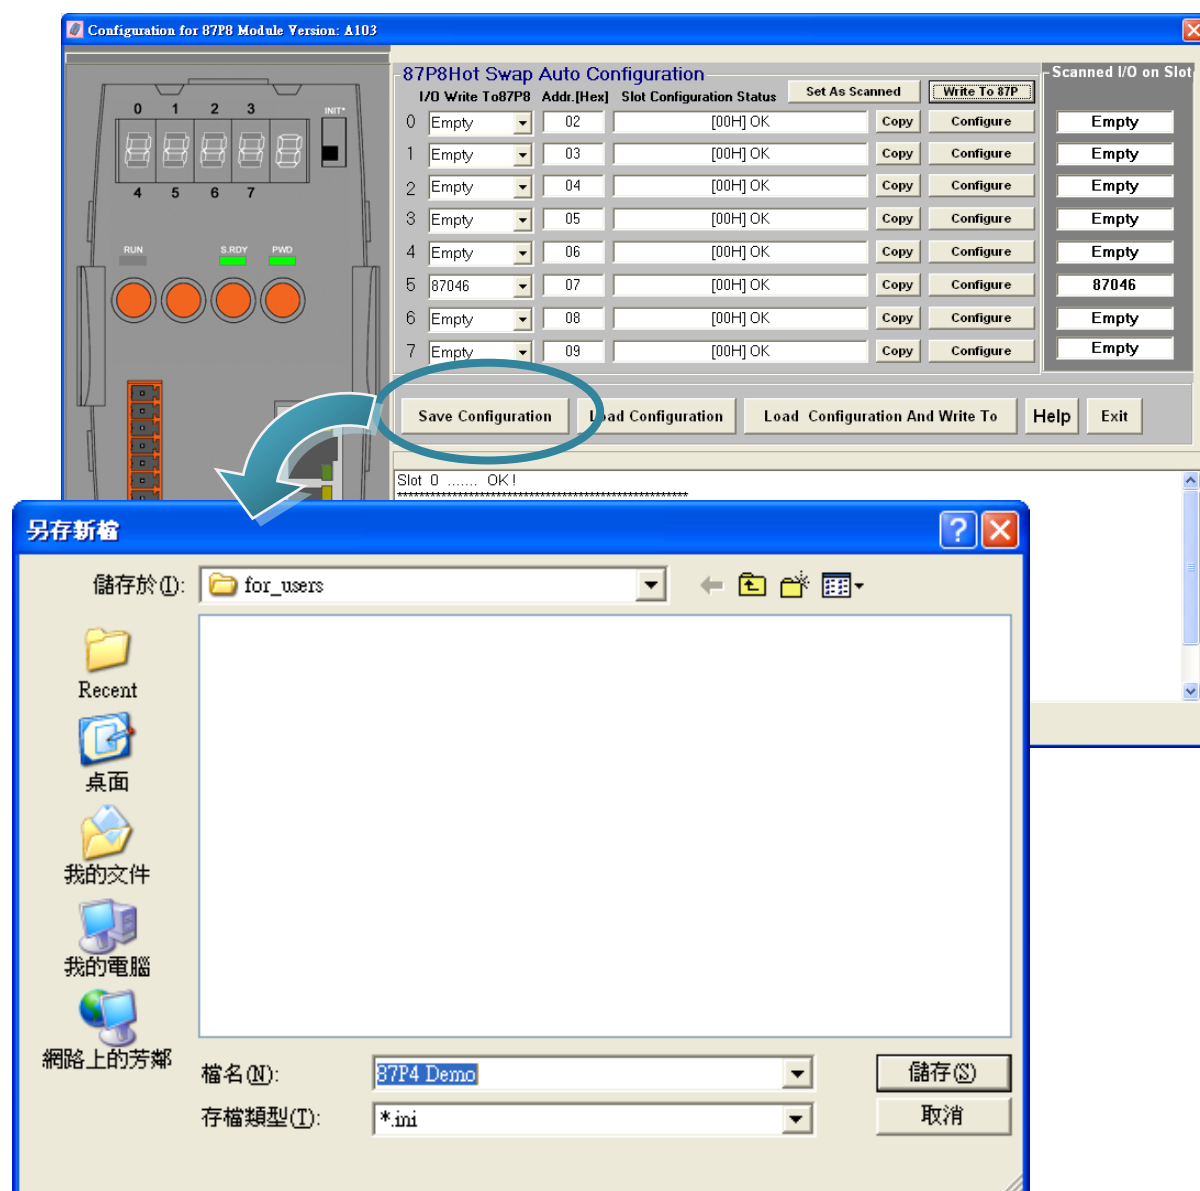 Configuration for 87P8 Module Version: A103
0 1 2 3 INIT*
4 5 6 7
RUN S.RDY PWD
87P8Hot Swap Auto Configuration
Set As Scanned Write To 87P
I/O Write To87P8 Addr.[Hex] Slot Configuration Status
Scanned I/O on Slot
0 Empty 02 [00H] OK Copy Configure Empty
1 Empty 03 [00H] OK Copy Configure Empty
2 Empty 04 [00H] OK Copy Configure Empty
3 Empty 05 [00H] OK Copy Configure Empty
4 Empty 06 [00H] OK Copy Configure Empty
5 87046 07 [00H] OK Copy Configure 87046
6 Empty 08 [00H] OK Copy Configure Empty
7 Empty 09 [00H] OK Copy Configure Empty
Save Configuration Load Configuration Load Configuration And Write To Help Exit
Slot 0 ....... OK !
************************************************************
另存新檔
儲存於(I): for_users
Recent
桌面
我的文件
我的電腦
網路上的芳鄰
檔名(N): 87P4 Demo 儲存(S)
存檔類型(T): *.ini 取消